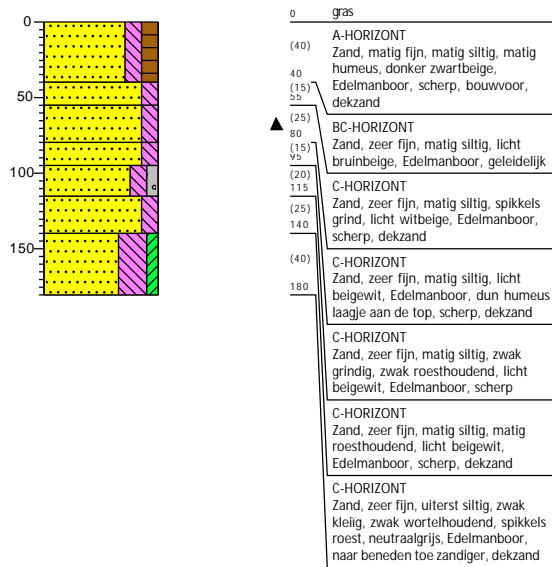 0
50
100
150
0
(40)
40
(15)
55
(25)
80
(15)
95
(20)
115
(25)
140
(40)
180
gras
A-HORIZONT
Zand, matig fijn, matig siltig, matig
humeus, donker zwartbeige,
Edelmanboor, scherp, bouwvoor,
dekzand
BC-HORIZONT
Zand, zeer fijn, matig siltig, licht
bruinbeige, Edelmanboor, geleidelijk
C-HORIZONT
Zand, zeer fijn, matig siltig, spikkels
grind, licht witbeige, Edelmanboor,
scherp, dekzand
C-HORIZONT
Zand, zeer fijn, matig siltig, licht
beigewit, Edelmanboor, dun humeus
laagje aan de top, scherp, dekzand
C-HORIZONT
Zand, zeer fijn, matig siltig, zwak
grindig, zwak roesthoudend, licht
beigewit, Edelmanboor, scherp
C-HORIZONT
Zand, zeer fijn, matig siltig, matig
roesthoudend, licht beigewit,
Edelmanboor, scherp, dekzand
C-HORIZONT
Zand, zeer fijn, uiterst siltig, zwak
kleiïg, zwak wortelhoudend, spikkels
roest, neutraalgrijs, Edelmanboor,
naar beneden toe zandiger, dekzand